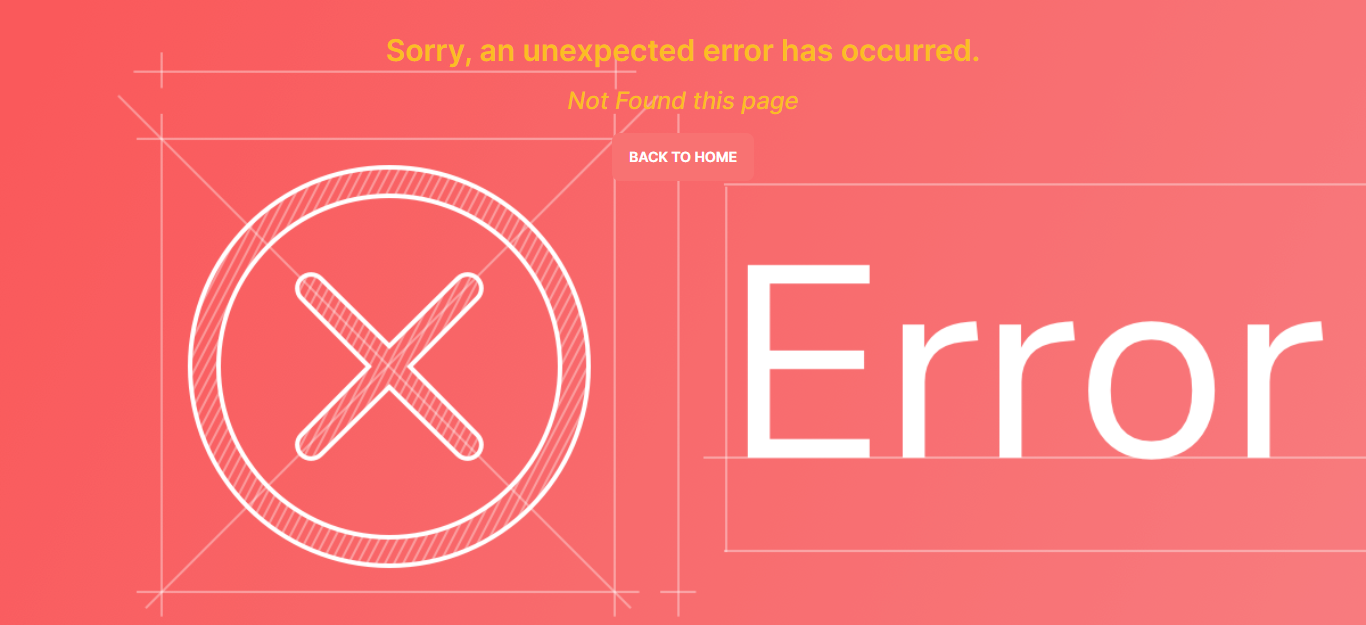 Sorry, an unexpected error has occurred.
Not Found this page
BACK TO HOME
Error